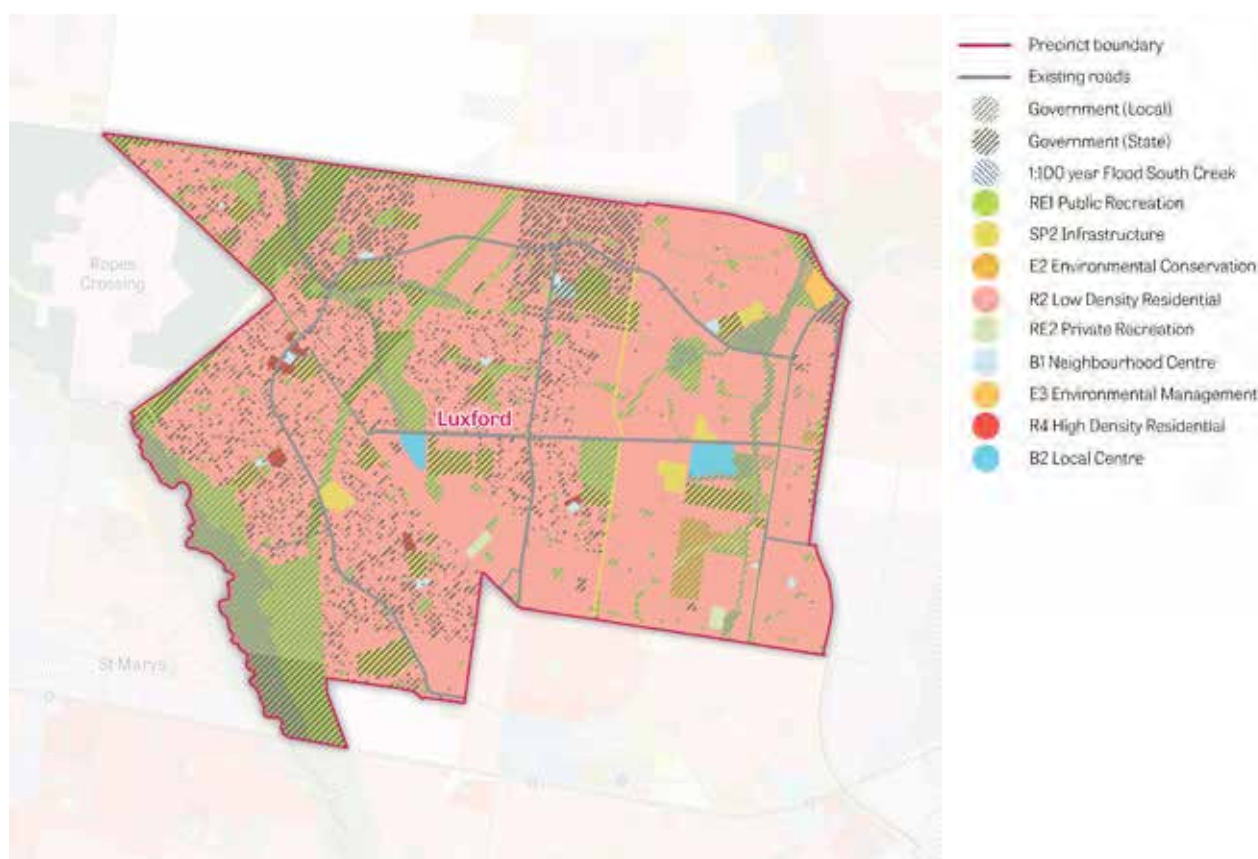 Precinct boundary
Existing roads
Government (Local)
Government (State)
1:100 year Flood South Creek
RE1 Public Recreation
SP2 Infrastructure
E2 Environmental Conservation
R2 Low Density Residential
RE2 Private Recreation
B1 Neighbourhood Centre
E3 Environmental Management
R4 High Density Residential
B2 Local Centre
Ropes
Crossing
Luxford
St Marys